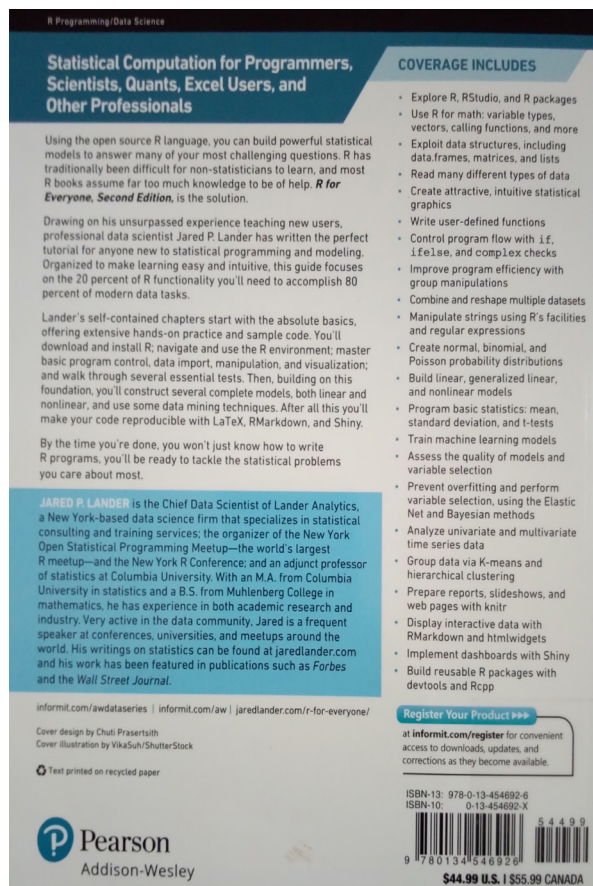 R Programming/Data Science
Statistical Computation for Programmers,
Scientists, Quants, Excel Users, and
Other Professionals
Using the open source R language, you can build powerful statistical
models to answer many of your most challenging questions. R has
traditionally been difficult for non-statisticians to learn, and most
R books assume far too much knowledge to be of help. R for
Everyone, Second Edition, is the solution.
Drawing on his unsurpassed experience teaching new users,
professional data scientist Jared P. Lander has written the perfect
tutorial for anyone new to statistical programming and modeling.
Organized to make learning easy and intuitive, this guide focuses
on the 20 percent of R functionality you'll need to accomplish 80
percent of modern data tasks.
Lander's self-contained chapters start with the absolute basics,
offering extensive hands-on practice and sample code. You'll
download and install R; navigate and use the R environment; master
basic program control, data import, manipulation, and visualization;
and walk through several essential tests. Then, building on this
foundation, you'll construct several complete models, both linear and
nonlinear, and use some data mining techniques. After all this you'll
make your code reproducible with LaTeX, RMarkdown, and Shiny.
By the time you're done, you won't just know how to write
R programs, you'll be ready to tackle the statistical problems
you care about most.
JARED P. LANDER is the Chief Data Scientist of Lander Analytics,
a New York-based data science firm that specializes in statistical
consulting and training services; the organizer of the New York
Open Statistical Programming Meetup—the world's largest
R meetup—and the New York R Conference; and an adjunct professor
of statistics at Columbia University. With an M.A. from Columbia
University in statistics and a B.S. from Muhlenberg College in
mathematics, he has experience in both academic research and
industry. Very active in the data community, Jared is a frequent
speaker at conferences, universities, and meetups around the
world. His writings on statistics can be found at jaredlander.com
and his work has been featured in publications such as Forbes
and the Wall Street Journal.
informit.com/awdataseries | informit.com/aw | jaredlander.com/r-for-everyone/
Cover design by Chuti Prasertsith
Cover illustration by VikaSuh/ShutterStock
Text printed on recycled paper
P Pearson
Addison-Wesley
COVERAGE INCLUDES
• Explore R, RStudio, and R packages
• Use R for math: variable types,
vectors, calling functions, and more
• Exploit data structures, including
data.frames, matrices, and lists
• Read many different types of data
• Create attractive, intuitive statistical
graphics
• Write user-defined functions
• Control program flow with if,
ifelse, and complex checks
• Improve program efficiency with
group manipulations
• Combine and reshape multiple datasets
• Manipulate strings using R's facilities
and regular expressions
• Create normal, binomial, and
Poisson probability distributions
• Build linear, generalized linear,
and nonlinear models
• Program basic statistics: mean,
standard deviation, and t-tests
• Train machine learning models
• Assess the quality of models and
variable selection
• Prevent overfitting and perform
variable selection, using the Elastic
Net and Bayesian methods
• Analyze univariate and multivariate
time series data
• Group data via K-means and
hierarchical clustering
• Prepare reports, slideshows, and
web pages with knitr
• Display interactive data with
RMarkdown and htmlwidgets
• Implement dashboards with Shiny
• Build reusable R packages with
devtools and Rcpp
Register Your Product
at informit.com/register for convenient
access to downloads, updates, and
corrections as they become available.
ISBN-13: 978-0-13-454692-6
ISBN-10: 0-13-454692-X
5 4 4 9 9
9 780134 546926
$44.99 U.S. | $55.99 CANADA